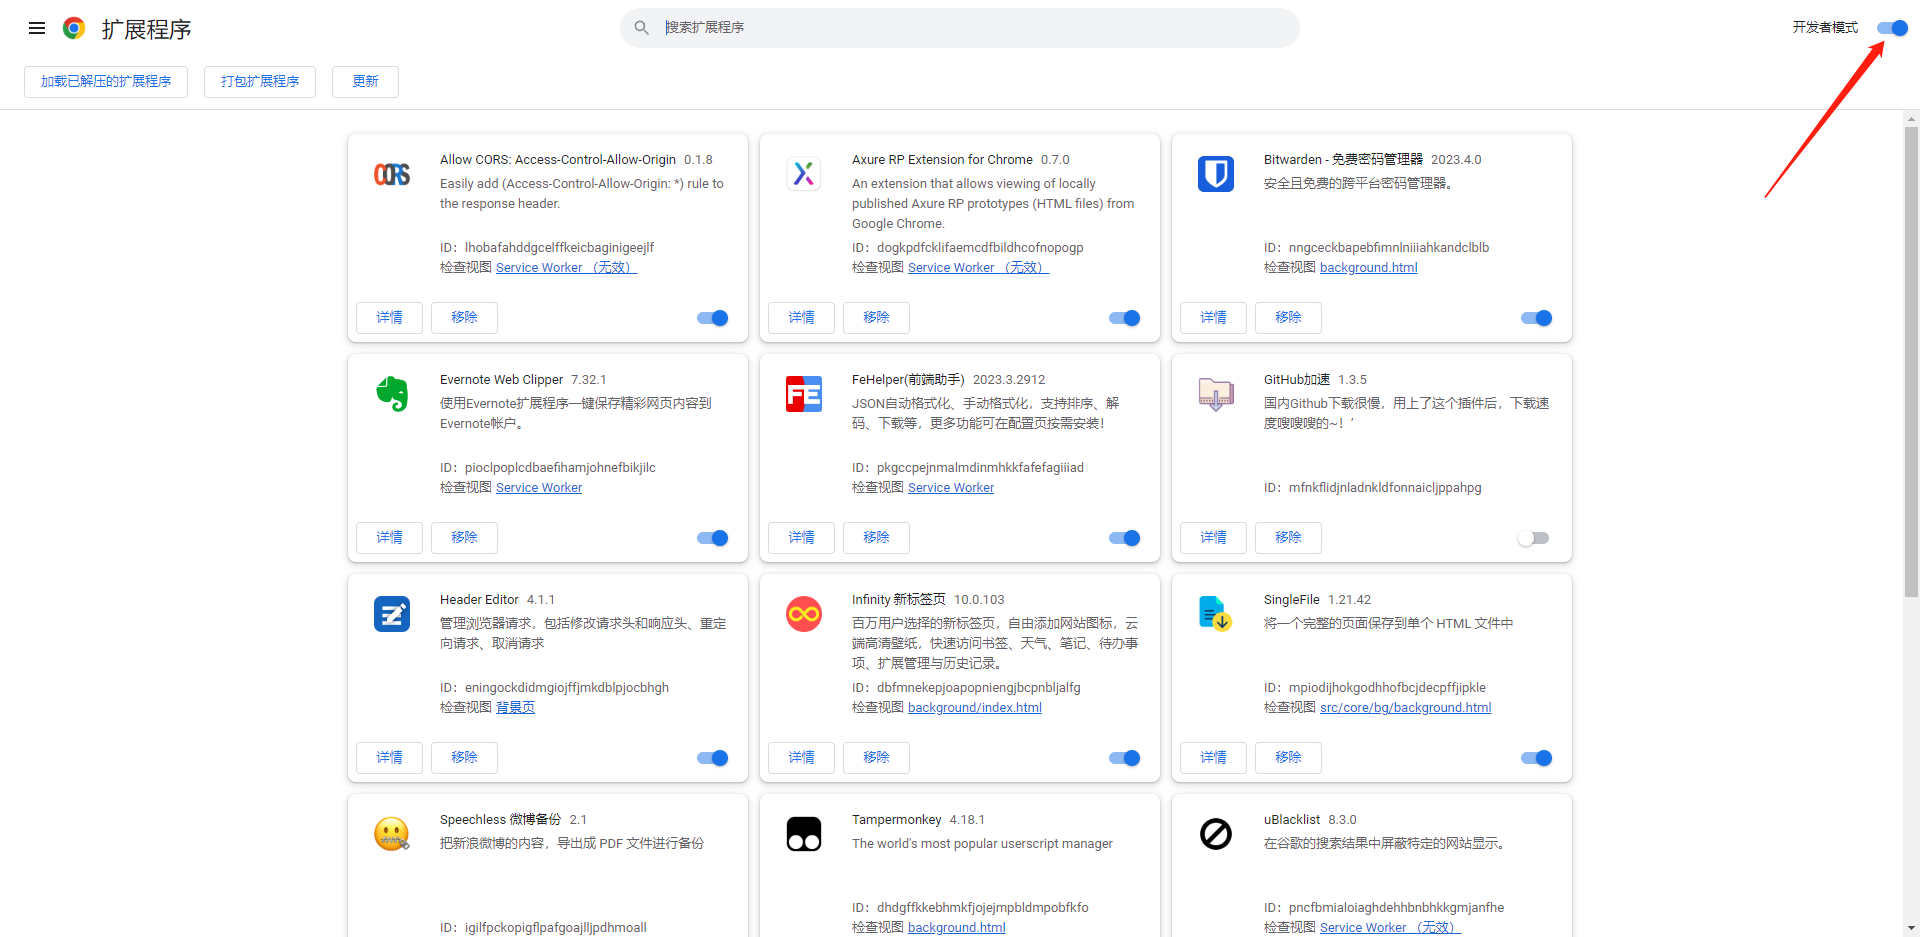 扩展程序
搜索扩展程序
开发者模式
加载已解压的扩展程序
打包扩展程序
更新
CORS
Allow CORS: Access-Control-Allow-Origin 0.1.8
Easily add (Access-Control-Allow-Origin: *) rule to
the response header.
ID：lhobafahddgcelffkeicbaginigeejlf
检查视图 Service Worker （无效）
详情
移除
Axure RP Extension for Chrome 0.7.0
An extension that allows viewing of locally
published Axure RP prototypes (HTML files) from
Google Chrome.
ID：dogkpdfcklifaemcdfbildhcofnopogp
检查视图 Service Worker （无效）
详情
移除
Bitwarden - 免费密码管理器 2023.4.0
安全且免费的跨平台密码管理器。
ID：nngceckbapebfimnlniiiahkandclblb
检查视图 background.html
详情
移除
Evernote Web Clipper 7.32.1
使用Evernote扩展程序一键保存精彩网页内容到
Evernote帐户。
ID：pioclpoplcdbaefihamjohnefbikjilc
检查视图 Service Worker
详情
移除
FE
FeHelper(前端助手) 2023.3.2912
JSON自动格式化、手动格式化，支持排序、解
码、下载等，更多功能可在配置页按需安装！
ID：pkgccpejnmalmdinmhkkfafefagiiiad
检查视图 Service Worker
详情
移除
GitHub加速 1.3.5
国内Github下载很慢，用上了这个插件后，下载速
度嗖嗖嗖的~！'
ID：mfnkflidjnladnkldfonnaicljppahpg
详情
移除
Header Editor 4.1.1
管理浏览器请求，包括修改请求头和响应头、重定
向请求、取消请求
ID：eningockdidmgiojffjmkdblpjocbhgh
检查视图 背景页
详情
移除
Infinity 新标签页 10.0.103
百万用户选择的新标签页，自由添加网站图标，云
端高清壁纸，快速访问书签、天气、笔记、待办事
项、扩展管理与历史记录。
ID：dbfmnekepjoapopniengjbcpnbljalfg
检查视图 background/index.html
详情
移除
SingleFile 1.21.42
将一个完整的页面保存到单个 HTML 文件中
ID：mpiodijhokgodhhofbcjdecpffjipkle
检查视图 src/core/bg/background.html
详情
移除
Speechless 微博备份 2.1
把新浪微博的内容，导出成 PDF 文件进行备份
ID：igilfpckopigflpafgoajlljpdhmoall
Tampermonkey 4.18.1
The world's most popular userscript manager
ID：dhdgffkkebhmkfjojejmpbldmpobfkfo
检查视图 background.html
uBlacklist 8.3.0
在谷歌的搜索结果中屏蔽特定的网站显示。
ID：pncfbmialoiaghdehhbnbhkkgmjanfhe
检查视图 Service Worker （无效）